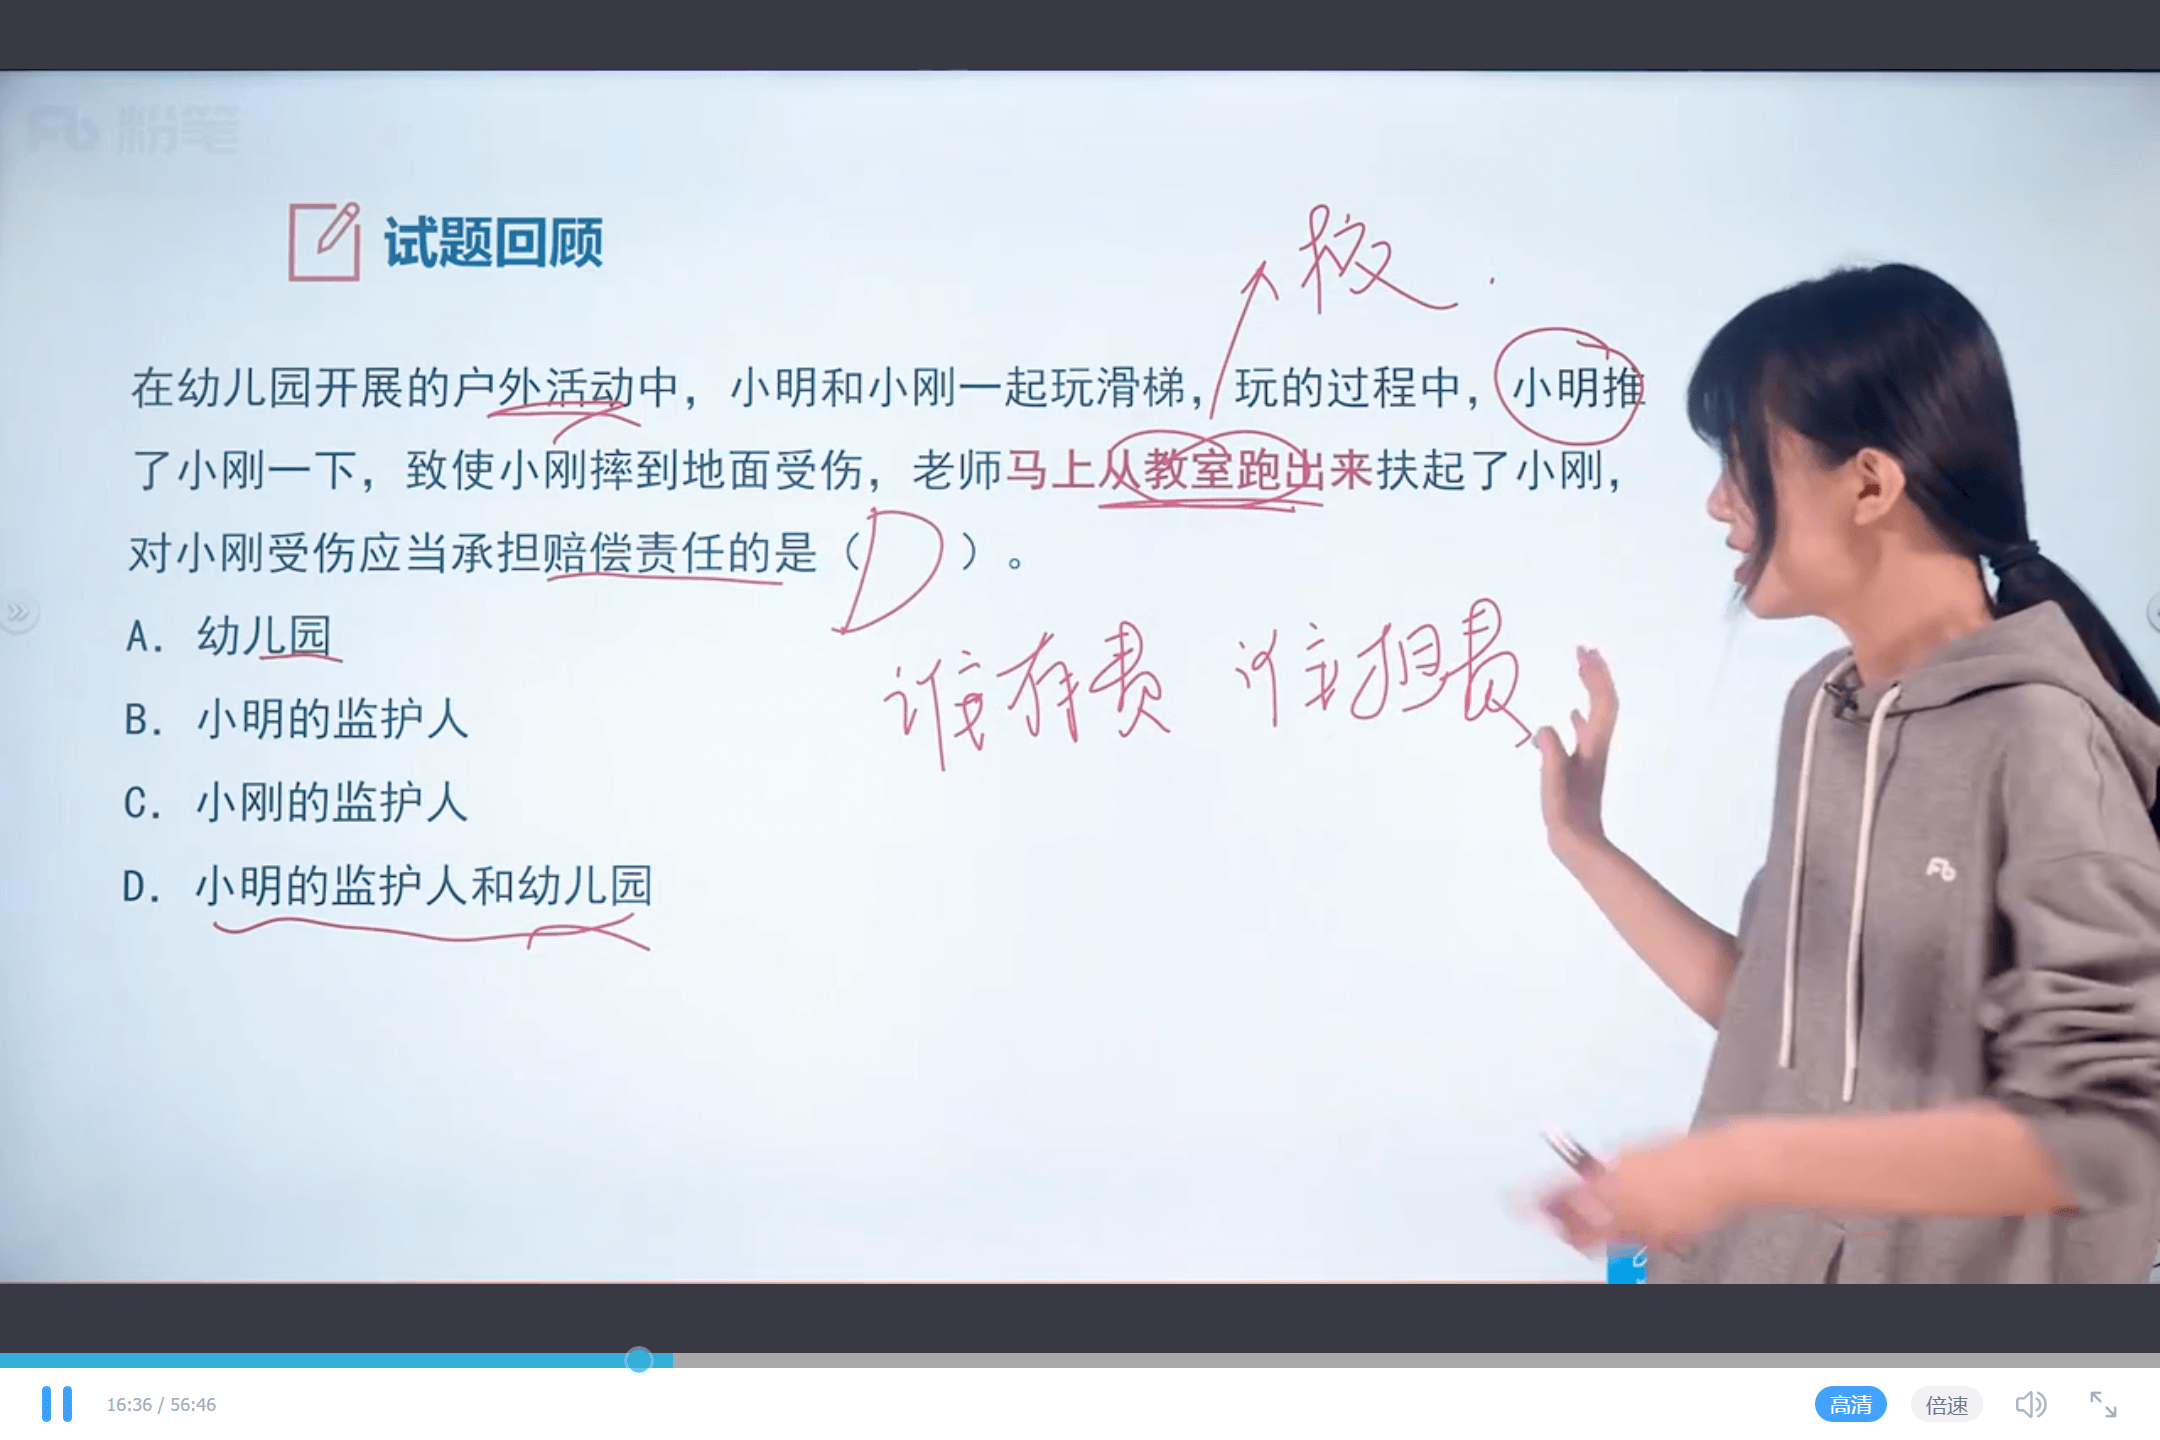 粉笔
试题回顾
校
在幼儿园开展的户外活动中，小明和小刚一起玩滑梯，玩的过程中，小明推
了小刚一下，致使小刚摔到地面受伤，老师马上从教室跑出来扶起了小刚，
对小刚受伤应当承担赔偿责任的是（D）。
A. 幼儿园
谁有责 谁担责
B. 小明的监护人
C. 小刚的监护人
D. 小明的监护人和幼儿园
16:36 / 56:46
高清
倍速